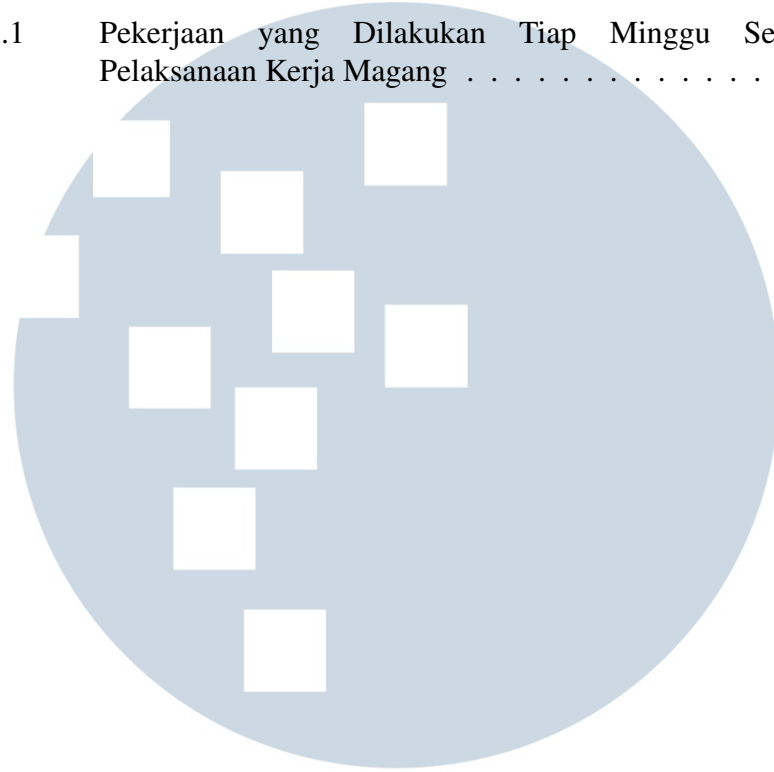 .1 Pekerjaan yang Dilakukan Tiap Minggu Se
Pelaksanaan Kerja Magang . . . . . . . . . . . . . .